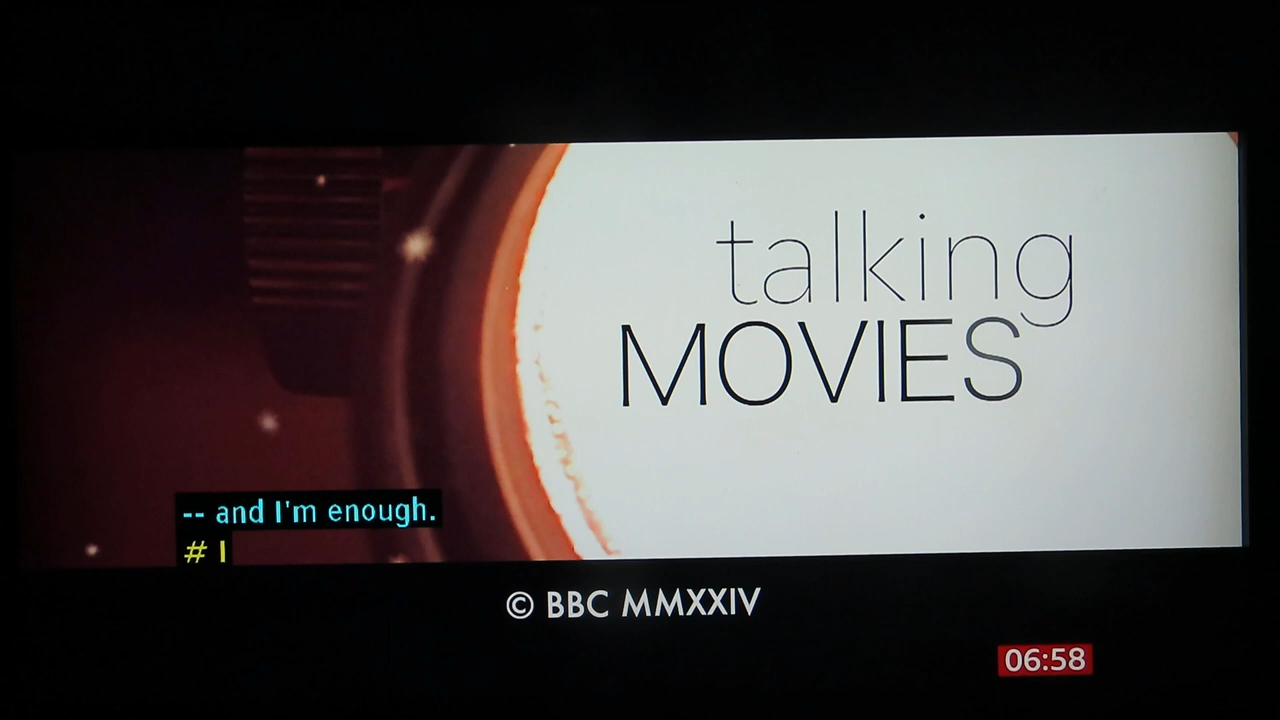 talking
MOVIES
-- and I'm enough.
# I
© BBC MMXXIV
06:58